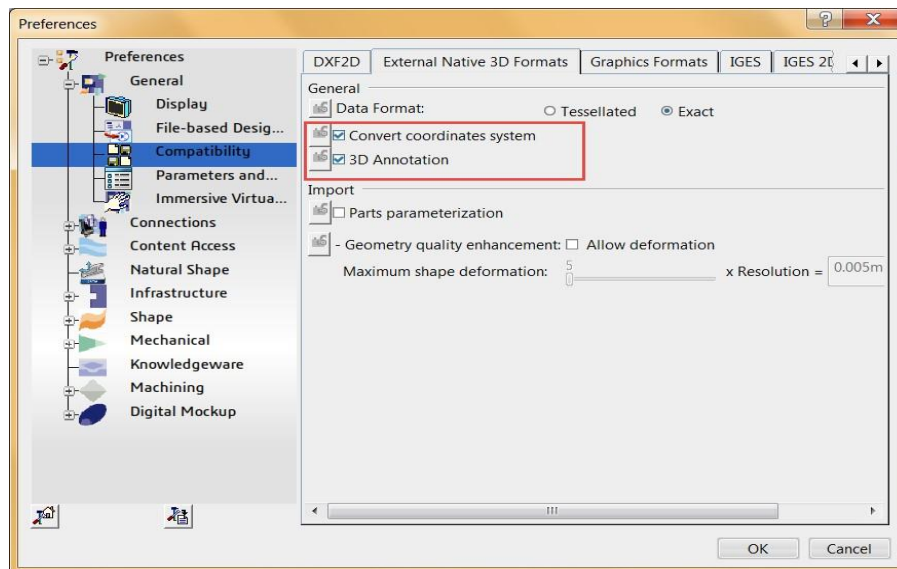 Preferences
Preferences
General
Display
File-based Desig...
Compatibility
Parameters and...
Immersive Virtua...
Connections
Content Access
Natural Shape
Infrastructure
Shape
Mechanical
Knowledgeware
Machining
Digital Mockup
DXF2D External Native 3D Formats Graphics Formats IGES IGES 2D
General
Data Format: Tessellated Exact
Convert coordinates system
3D Annotation
Import
Parts parameterization
- Geometry quality enhancement: Allow deformation
5
Maximum shape deformation: x Resolution = 0.005m
OK Cancel